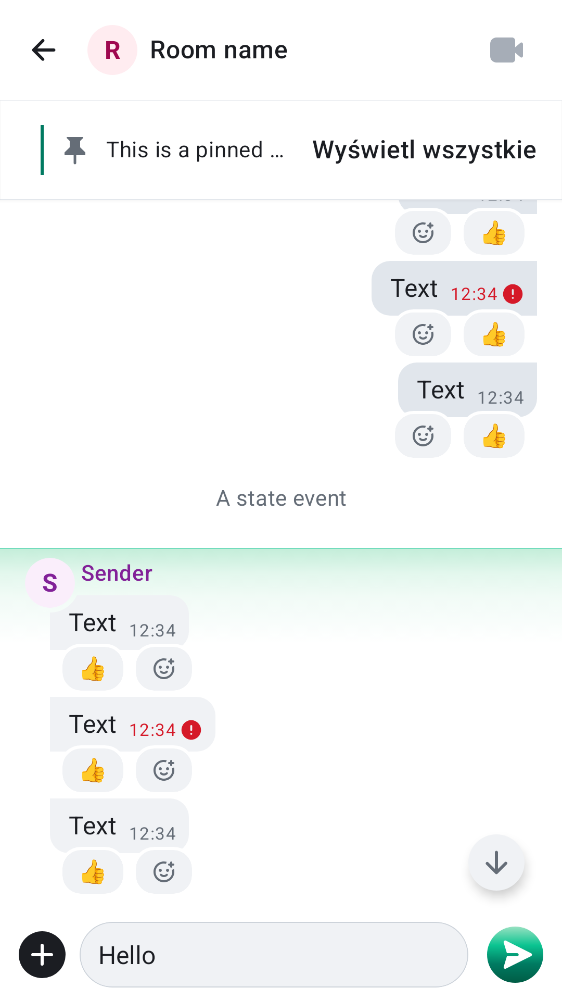 R Room name
This is a pinned … Wyświetl wszystkie
Text 12:34
Text 12:34
A state event
S Sender
Text 12:34
Text 12:34
Text 12:34
Hello